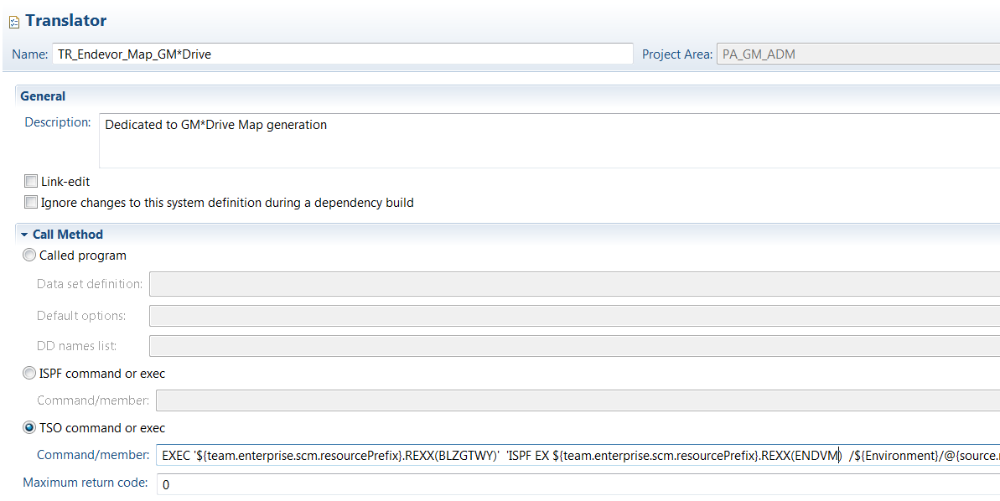 Translator
Name: TR_Endevor_Map_GM*Drive Project Area: PA_GM_ADM
General
Description: Dedicated to GM*Drive Map generation
Link-edit
Ignore changes to this system definition during a dependency build
Call Method
Called program
Data set definition:
Default options:
DD names list:
ISPF command or exec
Command/member:
TSO command or exec
Command/member: EXEC '${team.enterprise.scm.resourcePrefix}.REXX(BLZGTWY)' 'ISPF EX ${team.enterprise.scm.resourcePrefix}.REXX(ENDVM) /${Environment}/@{source.
Maximum return code: 0